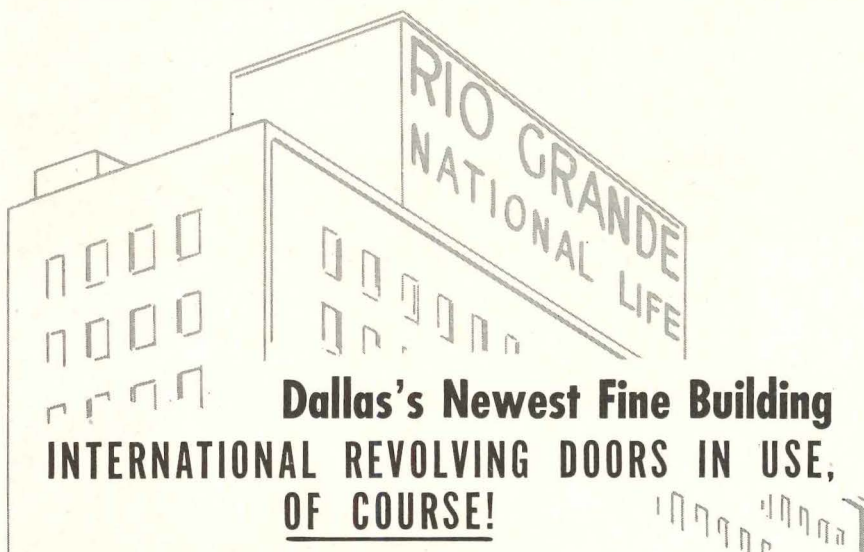 RIO GRANDE
NATIONAL LIFE
Dallas's Newest Fine Building
INTERNATIONAL REVOLVING DOORS IN USE,
OF COURSE!